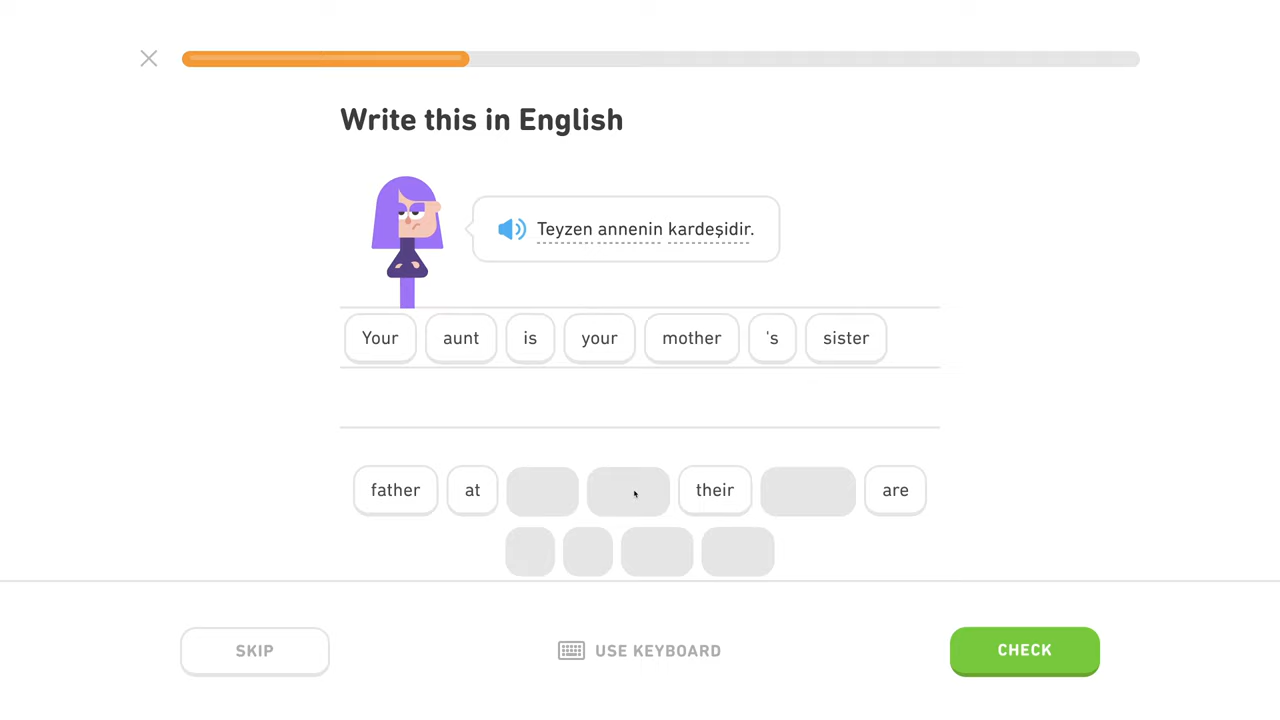 Write this in English
Teyzen annenin kardeşidir.
Your aunt is your mother 's sister
father at their are
SKIP USE KEYBOARD CHECK